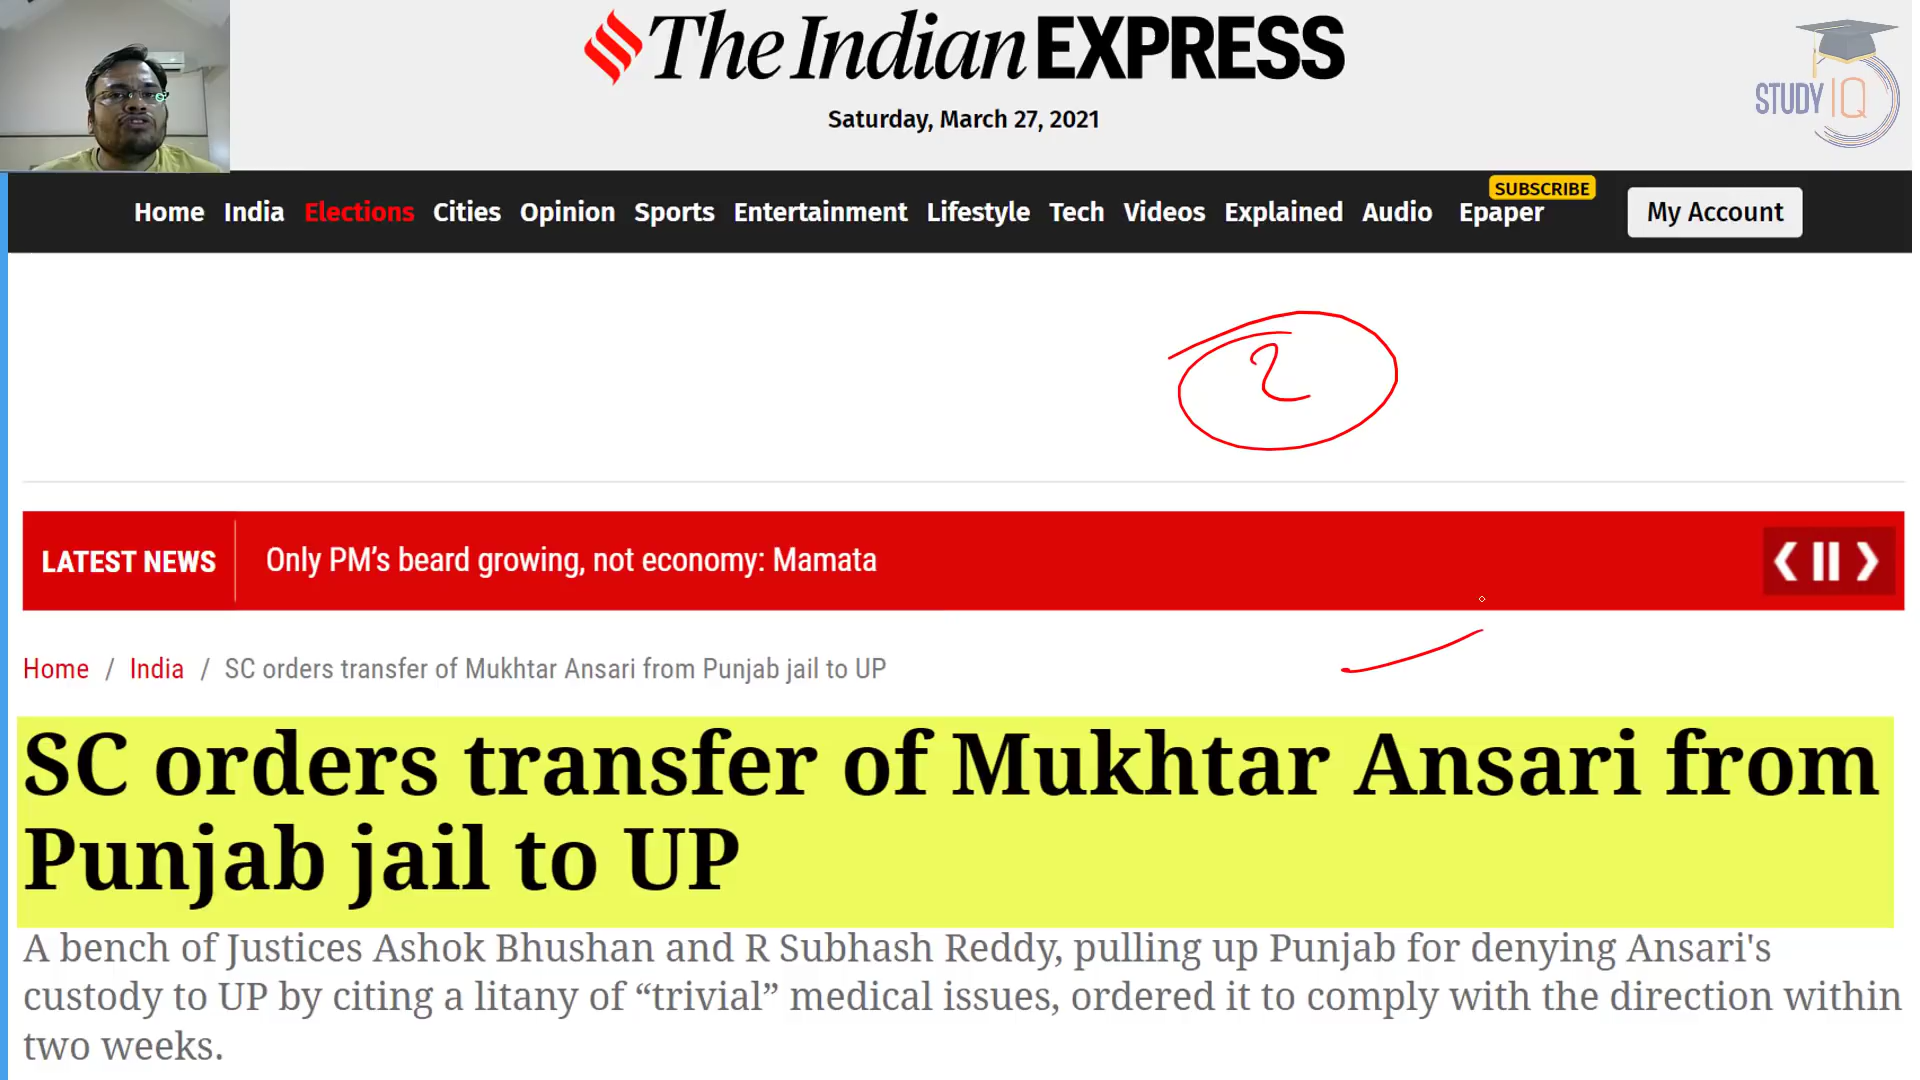 The Indian EXPRESS
Saturday, March 27, 2021
STUDY IQ
SUBSCRIBE
Home India Elections Cities Opinion Sports Entertainment Lifestyle Tech Videos Explained Audio Epaper My Account
2
LATEST NEWS Only PM’s beard growing, not economy: Mamata
Home / India / SC orders transfer of Mukhtar Ansari from Punjab jail to UP
SC orders transfer of Mukhtar Ansari from
Punjab jail to UP
A bench of Justices Ashok Bhushan and R Subhash Reddy, pulling up Punjab for denying Ansari's
custody to UP by citing a litany of “trivial” medical issues, ordered it to comply with the direction within
two weeks.